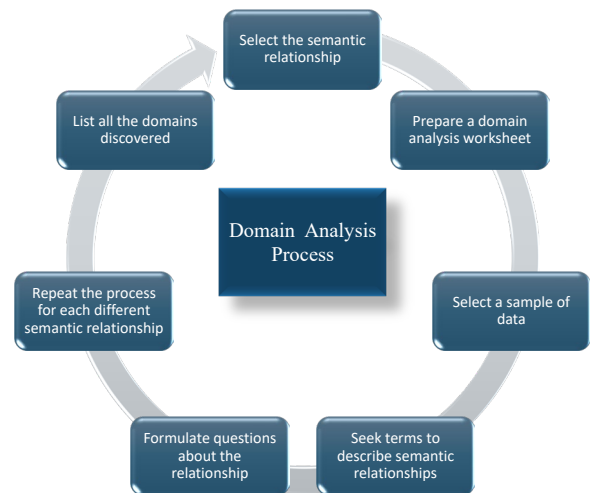 Select the semantic
relationship
Prepare a domain
analysis worksheet
Select a sample of
data
Seek terms to
describe semantic
relationships
Formulate questions
about the
relationship
Repeat the process
for each different
semantic relationship
List all the domains
discovered
Domain Analysis
Process